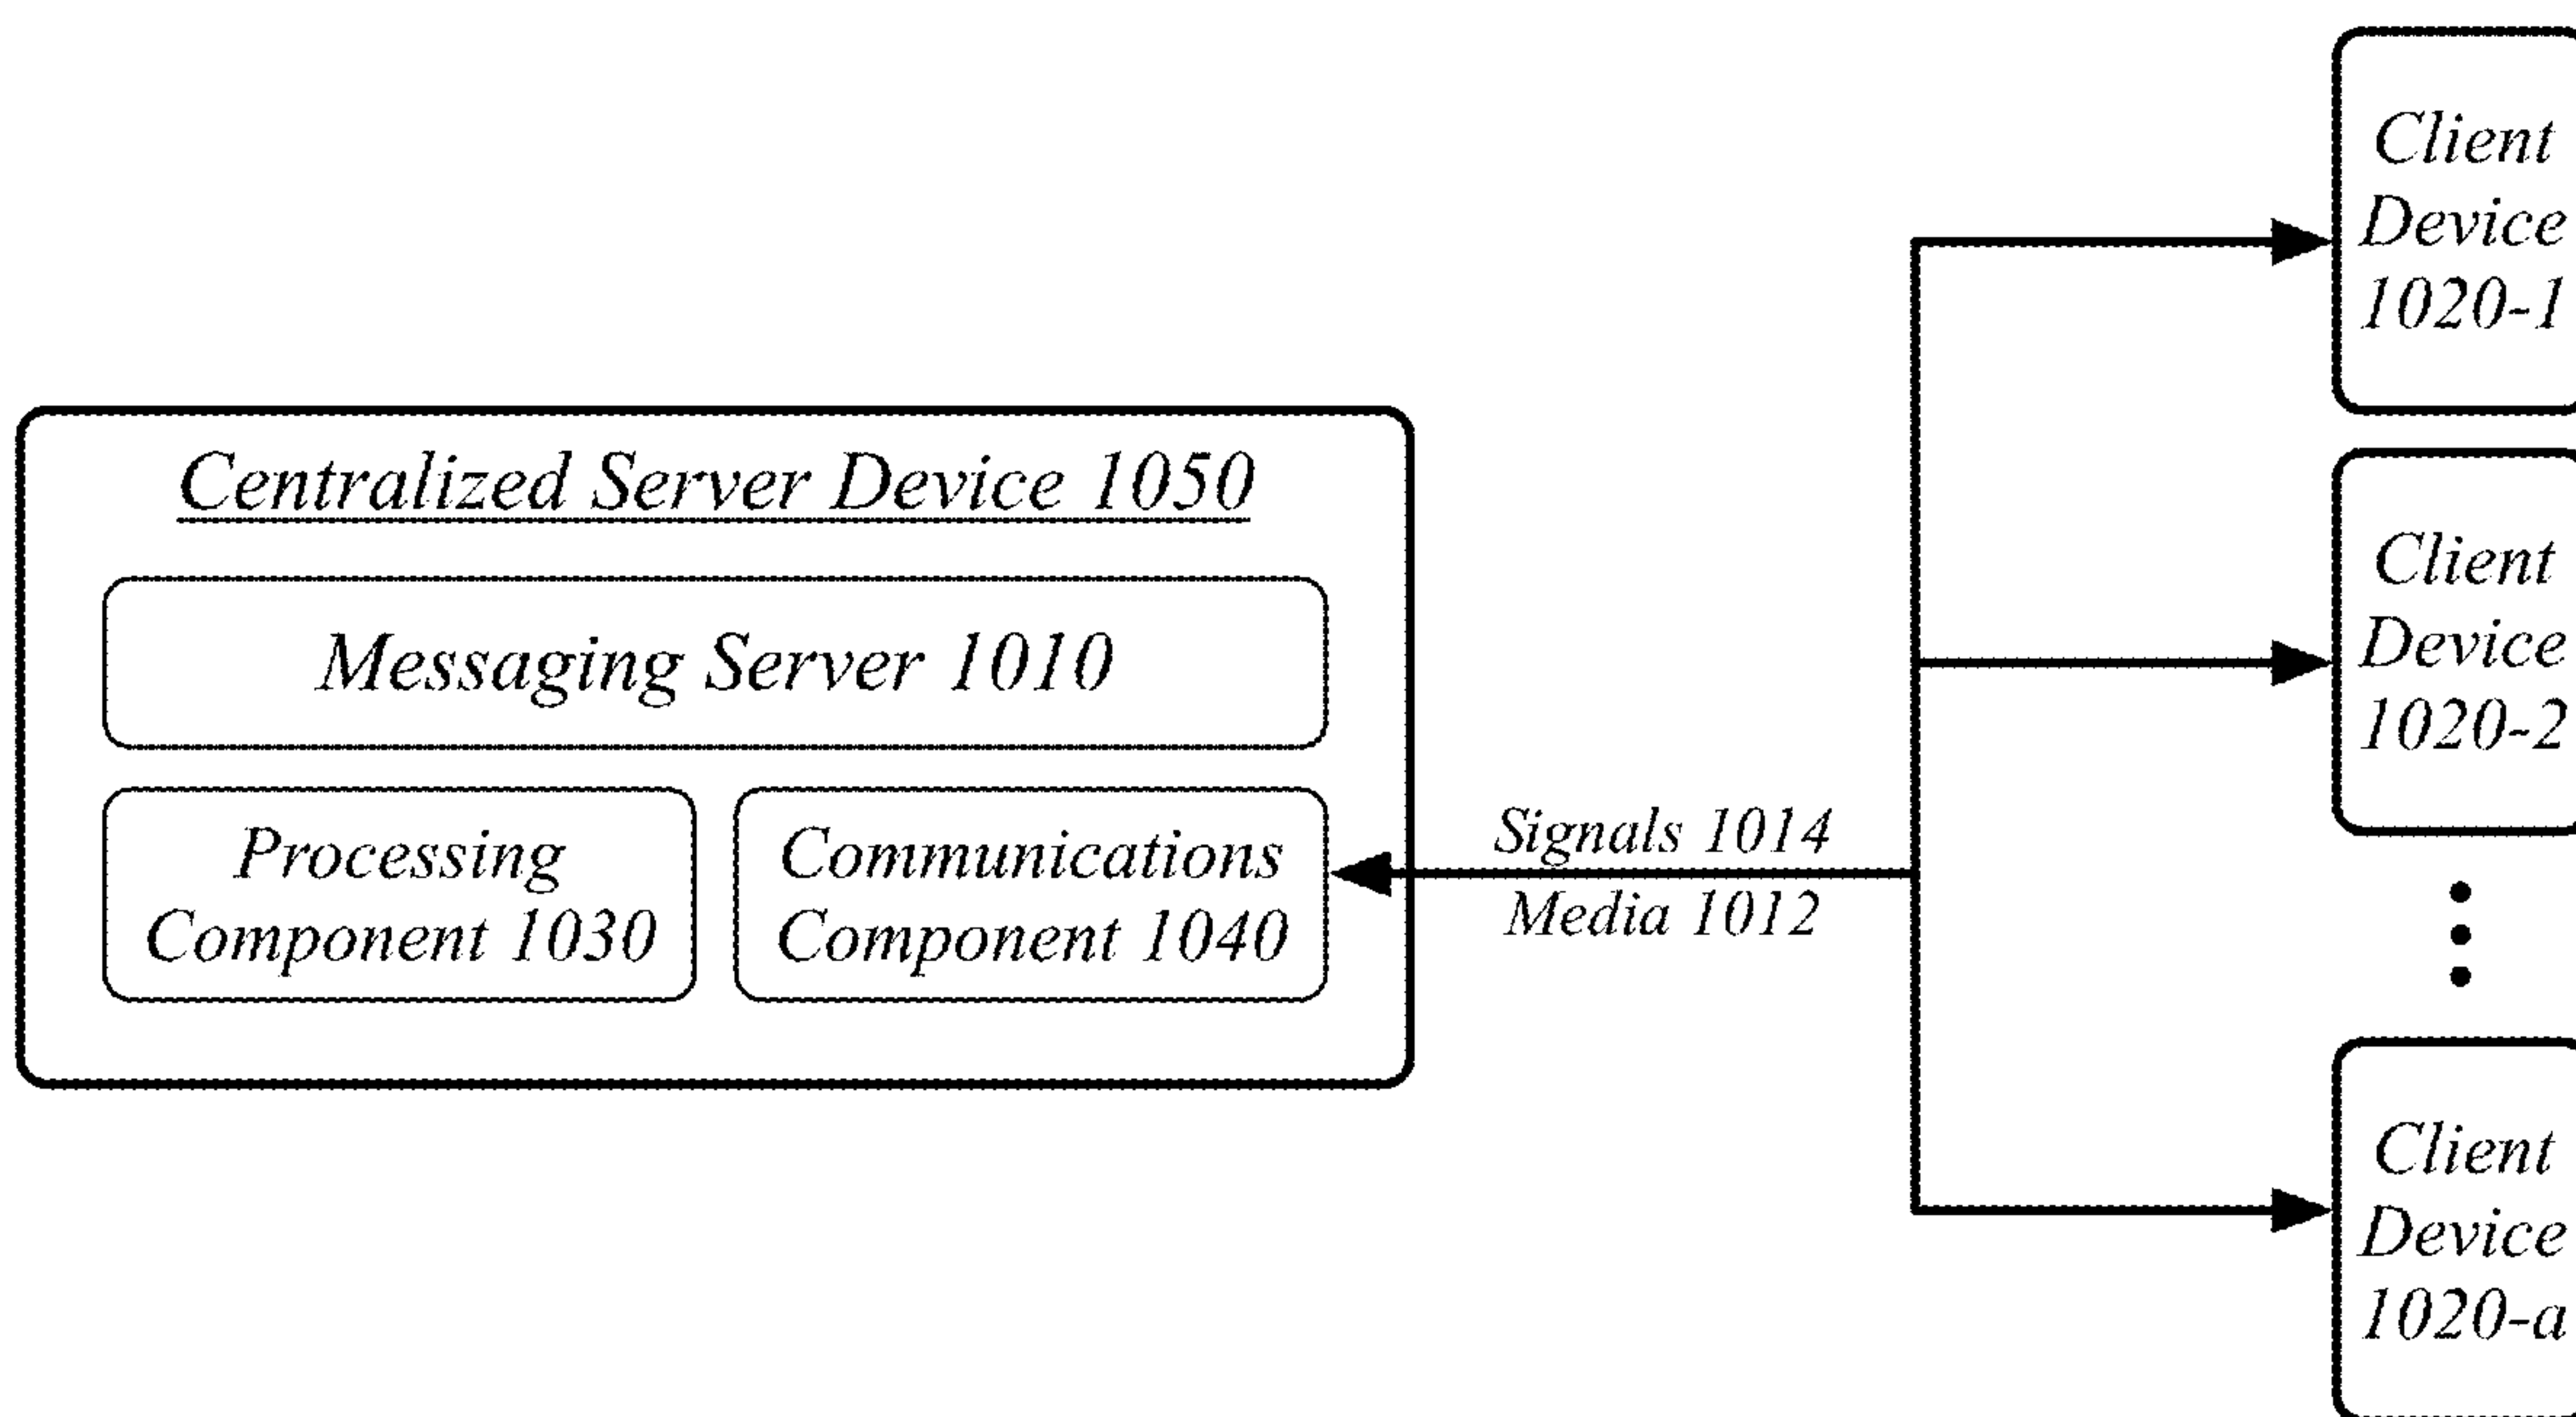 Centralized Server Device 1050
Messaging Server 1010
Processing
Component 1030
Communications
Component 1040
Signals 1014
Media 1012
Client
Device
1020-1
Client
Device
1020-2
Client
Device
1020-a